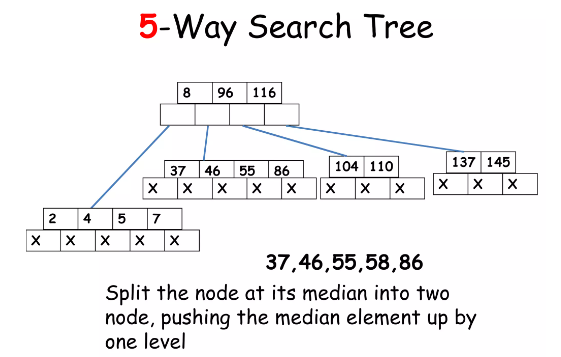 5-Way Search Tree
8 96 116
37 46 55 86
X X X X X
104 110
X X X
137 145
X X X
2 4 5 7
X X X X X
37,46,55,58,86
Split the node at its median into two
node, pushing the median element up by
one level